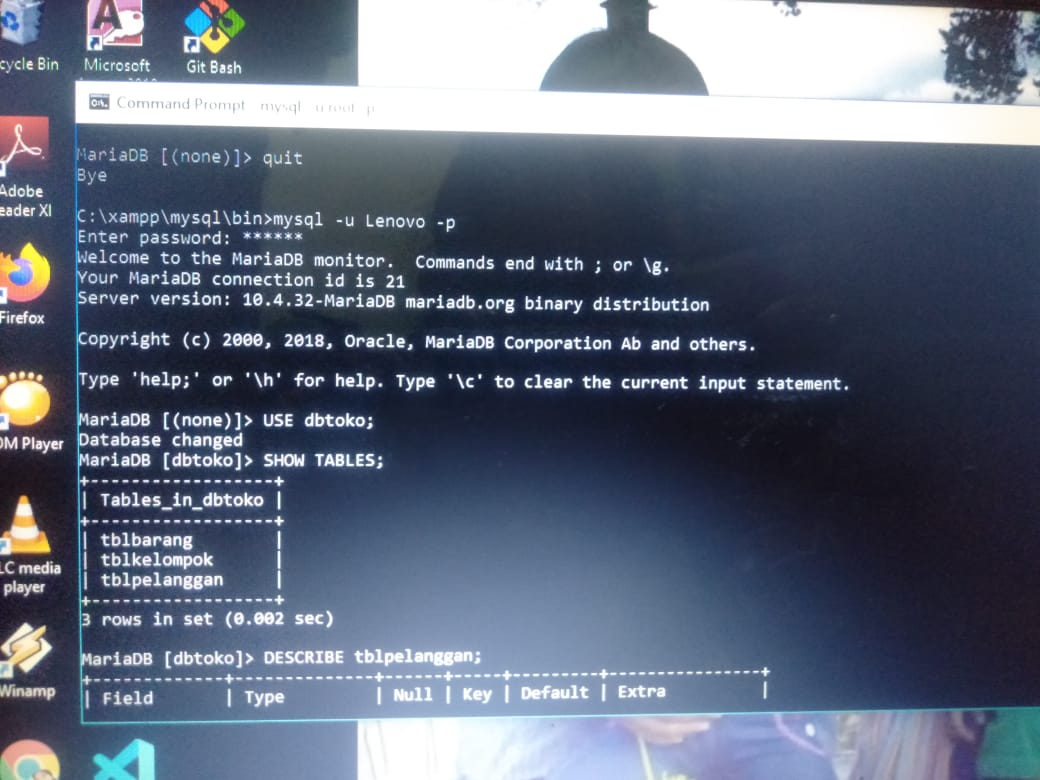 cycle Bin
Microsoft
Git Bash
Adobe
eader XI
Firefox
OM Player
LC media
player
Winamp
Command Prompt - mysql -u root -p
MariaDB [(none)]> quit
Bye
C:\xampp\mysql\bin>mysql -u Lenovo -p
Enter password: ******
Welcome to the MariaDB monitor.  Commands end with ; or \g.
Your MariaDB connection id is 21
Server version: 10.4.32-MariaDB mariadb.org binary distribution
Copyright (c) 2000, 2018, Oracle, MariaDB Corporation Ab and others.
Type 'help;' or '\h' for help. Type '\c' to clear the current input statement.
MariaDB [(none)]> USE dbtoko;
Database changed
MariaDB [dbtoko]> SHOW TABLES;
+------------------+
| Tables_in_dbtoko |
+------------------+
| tblbarang        |
| tblkelompok      |
| tblpelanggan     |
+------------------+
3 rows in set (0.002 sec)
MariaDB [dbtoko]> DESCRIBE tblpelanggan;
+-------------+--------------+------+-----+---------+----------------+
| Field       | Type         | Null | Key | Default | Extra          |